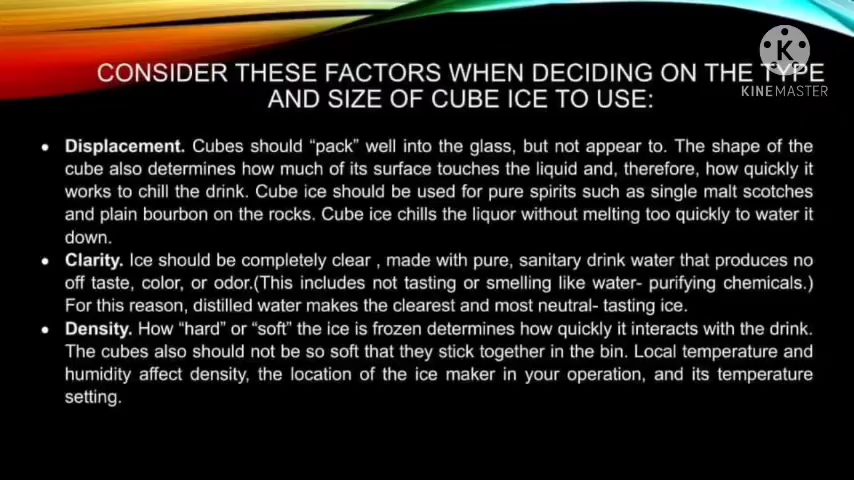 CONSIDER THESE FACTORS WHEN DECIDING ON THE TYPE
AND SIZE OF CUBE ICE TO USE:
K
KINEMASTER
• Displacement. Cubes should “pack” well into the glass, but not appear to. The shape of the
cube also determines how much of its surface touches the liquid and, therefore, how quickly it
works to chill the drink. Cube ice should be used for pure spirits such as single malt scotches
and plain bourbon on the rocks. Cube ice chills the liquor without melting too quickly to water it
down.
• Clarity. Ice should be completely clear , made with pure, sanitary drink water that produces no
off taste, color, or odor.(This includes not tasting or smelling like water- purifying chemicals.)
For this reason, distilled water makes the clearest and most neutral- tasting ice.
• Density. How “hard” or “soft” the ice is frozen determines how quickly it interacts with the drink.
The cubes also should not be so soft that they stick together in the bin. Local temperature and
humidity affect density, the location of the ice maker in your operation, and its temperature
setting.